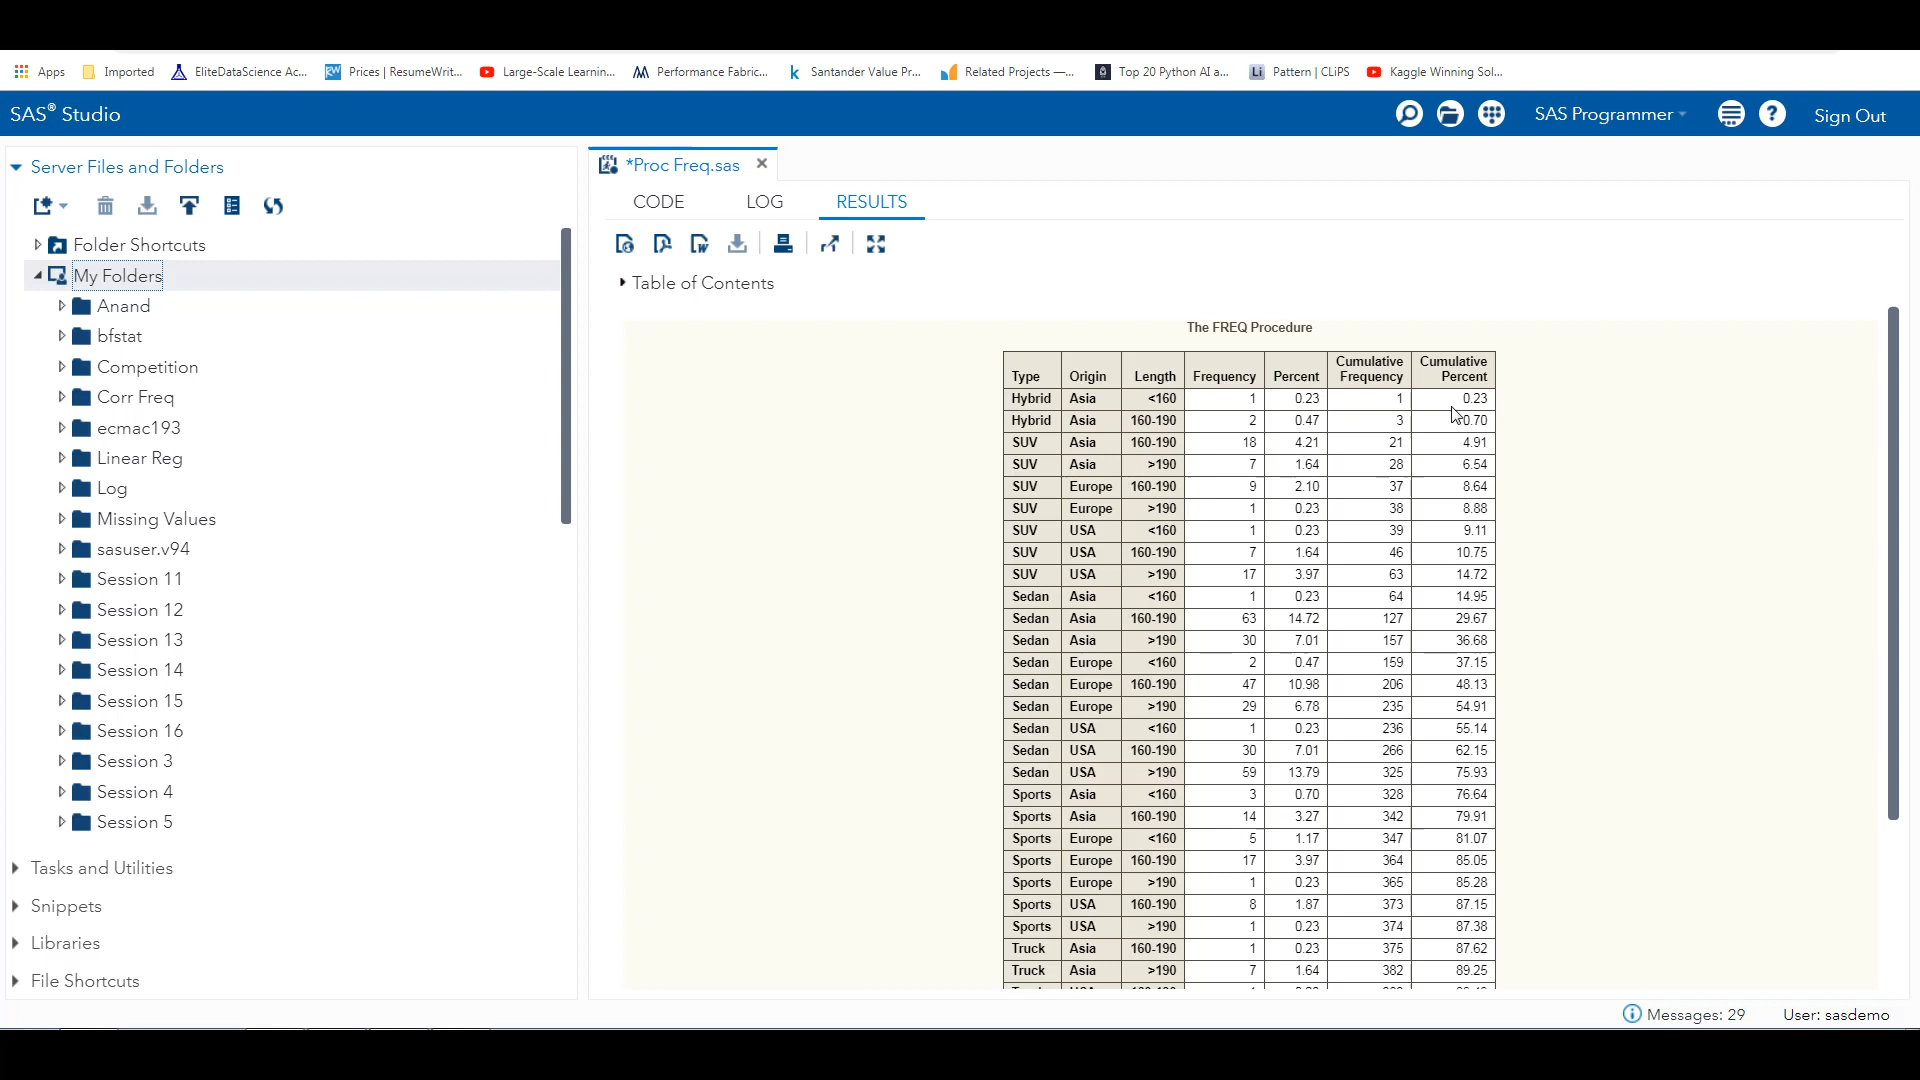 Apps Imported EliteDataScience Ac... Prices | ResumeWrit... Large-Scale Learnin... Performance Fabric... Santander Value Pr... Related Projects —... Top 20 Python AI a... Pattern | CLiPS Kaggle Winning Sol...
SAS® Studio SAS Programmer Sign Out
Server Files and Folders
Folder Shortcuts
My Folders
Anand
bfstat
Competition
Corr Freq
ecmac193
Linear Reg
Log
Missing Values
sasuser.v94
Session 11
Session 12
Session 13
Session 14
Session 15
Session 16
Session 3
Session 4
Session 5
Tasks and Utilities
Snippets
Libraries
File Shortcuts
*Proc Freq.sas
CODE LOG RESULTS
Table of Contents
The FREQ Procedure
Type Origin Length Frequency Percent Cumulative Frequency Cumulative Percent
Hybrid Asia <160 1 0.23 1 0.23
Hybrid Asia 160-190 2 0.47 3 0.70
SUV Asia 160-190 18 4.21 21 4.91
SUV Asia >190 7 1.64 28 6.54
SUV Europe 160-190 9 2.10 37 8.64
SUV Europe >190 1 0.23 38 8.88
SUV USA <160 1 0.23 39 9.11
SUV USA 160-190 7 1.64 46 10.75
SUV USA >190 17 3.97 63 14.72
Sedan Asia <160 1 0.23 64 14.95
Sedan Asia 160-190 63 14.72 127 29.67
Sedan Asia >190 30 7.01 157 36.68
Sedan Europe <160 2 0.47 159 37.15
Sedan Europe 160-190 47 10.98 206 48.13
Sedan Europe >190 29 6.78 235 54.91
Sedan USA <160 1 0.23 236 55.14
Sedan USA 160-190 30 7.01 266 62.15
Sedan USA >190 59 13.79 325 75.93
Sports Asia <160 3 0.70 328 76.64
Sports Asia 160-190 14 3.27 342 79.91
Sports Europe <160 5 1.17 347 81.07
Sports Europe 160-190 17 3.97 364 85.05
Sports Europe >190 1 0.23 365 85.28
Sports USA 160-190 8 1.87 373 87.15
Sports USA >190 1 0.23 374 87.38
Truck Asia 160-190 1 0.23 375 87.62
Truck Asia >190 7 1.64 382 89.25
Messages: 29 User: sasdemo